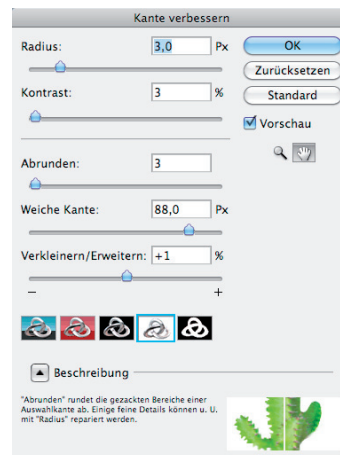 Kante verbessern
Radius: 3,0 Px OK
Zurücksetzen
Kontrast: 3 % Standard
Vorschau
Abrunden: 3
Weiche Kante: 88,0 Px
Verkleinern/Erweitern: +1 %
− +
Beschreibung
"Abrunden" rundet die gezackten Bereiche einer
Auswahlkante ab. Einige feine Details können u. U.
mit "Radius" repariert werden.